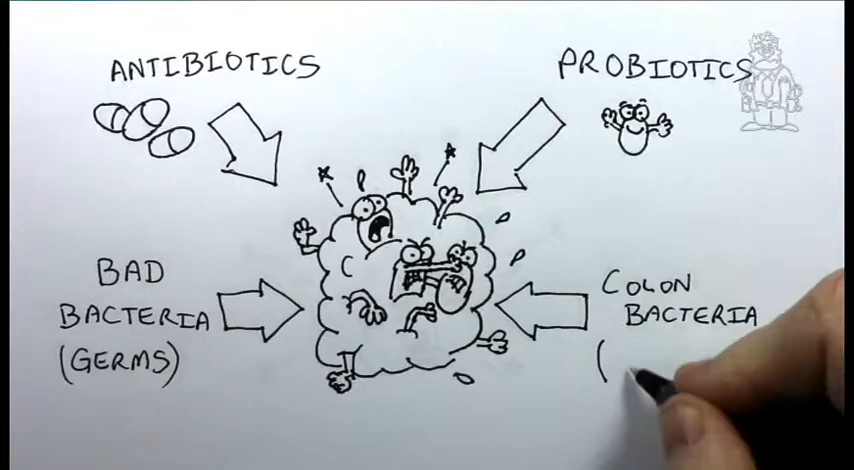 ANTIBIOTICS
PROBIOTICS
BAD
BACTERIA
(GERMS)
COLON
BACTERIA
(